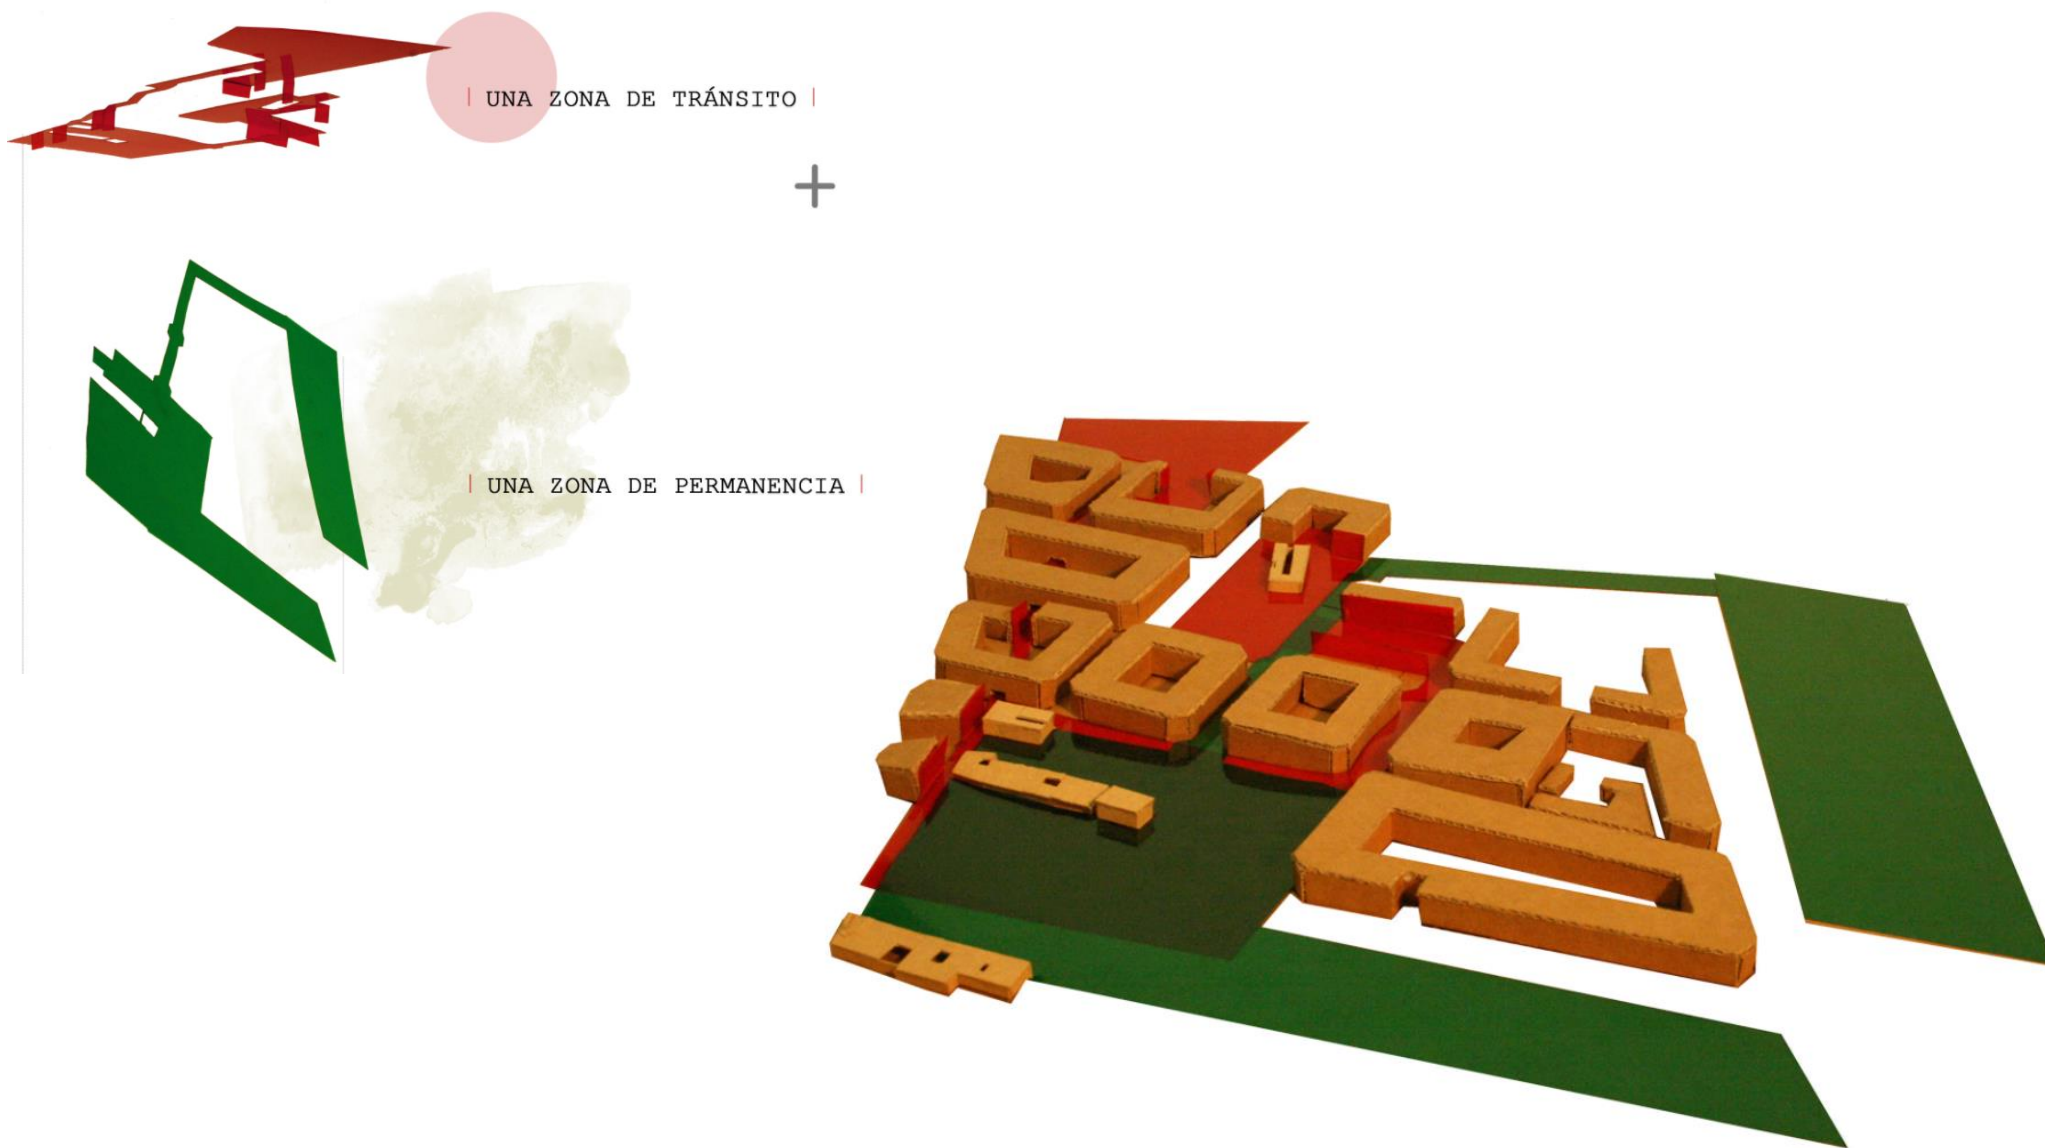 | UNA ZONA DE TRÁNSITO |
+
| UNA ZONA DE PERMANENCIA |